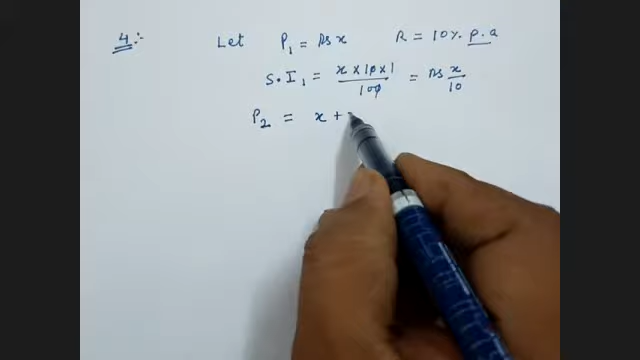 4:- Let P₁ = Rs x R = 10% p.a
S.I₁ = x × 10 × 1 / 100 = Rs x/10
P₂ = x +